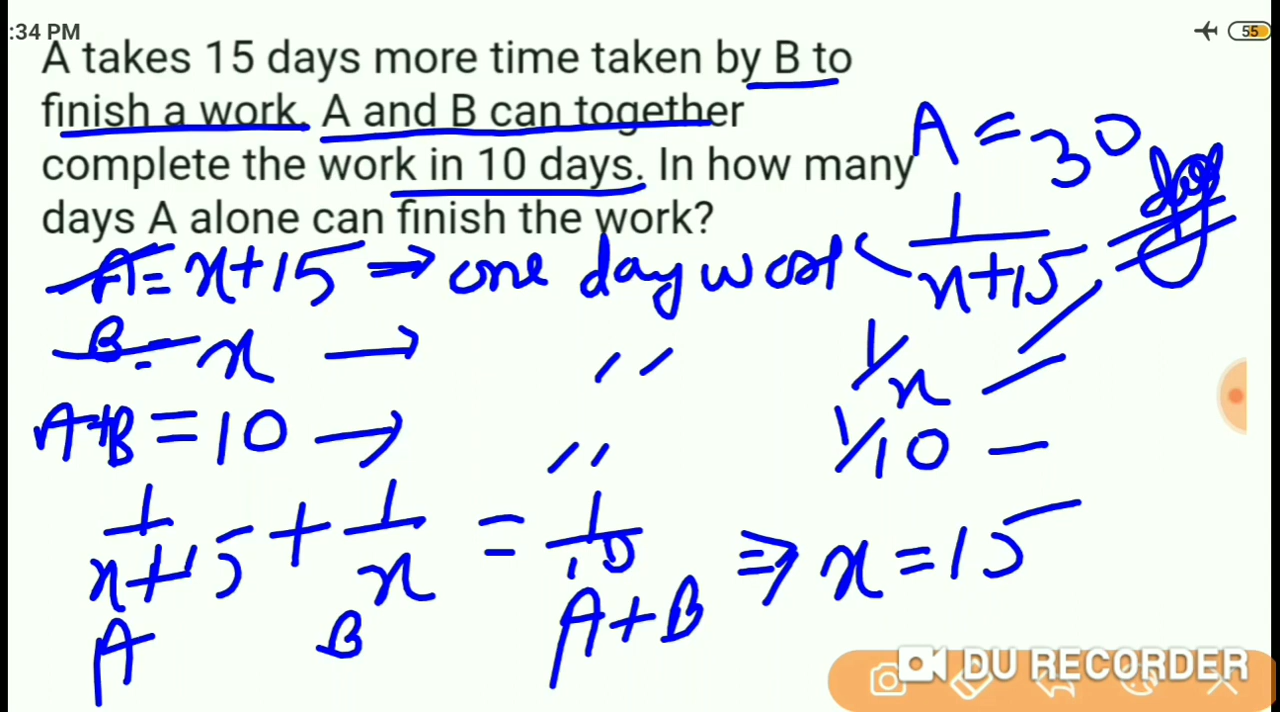 :34 PM
55
A takes 15 days more time taken by B to
finish a work. A and B can together
complete the work in 10 days. In how many
days A alone can finish the work?
A = 30 days
A = x+15 → one day work 1/x+15
B = x → " 1/x
A+B = 10 → " 1/10
1/x+15 + 1/x = 1/10 ⇒ x = 15
A B A+B
DU RECORDER